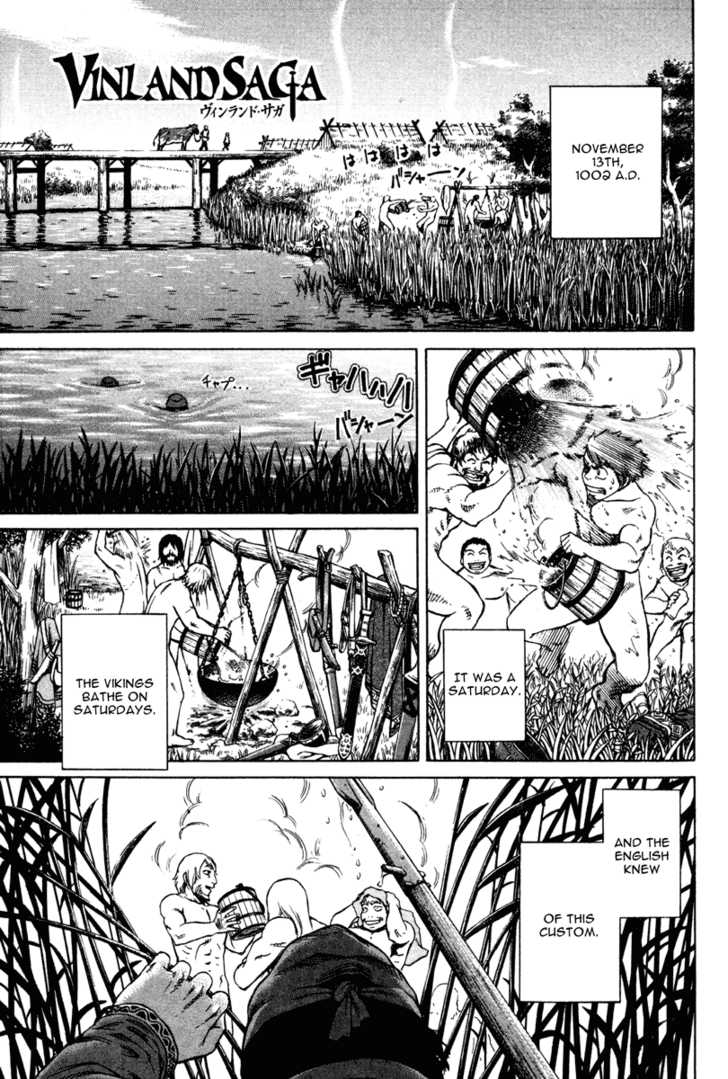 VINLAND SAGA
ヴィンランド・サガ
NOVEMBER
13TH,
1002 A.D.
は は は は
バシャーン
ギャハハハ
バシャーン
チャプ...
IT WAS A
SATURDAY.
THE VIKINGS
BATHE ON
SATURDAYS.
AND THE
ENGLISH
KNEW
OF THIS
CUSTOM.